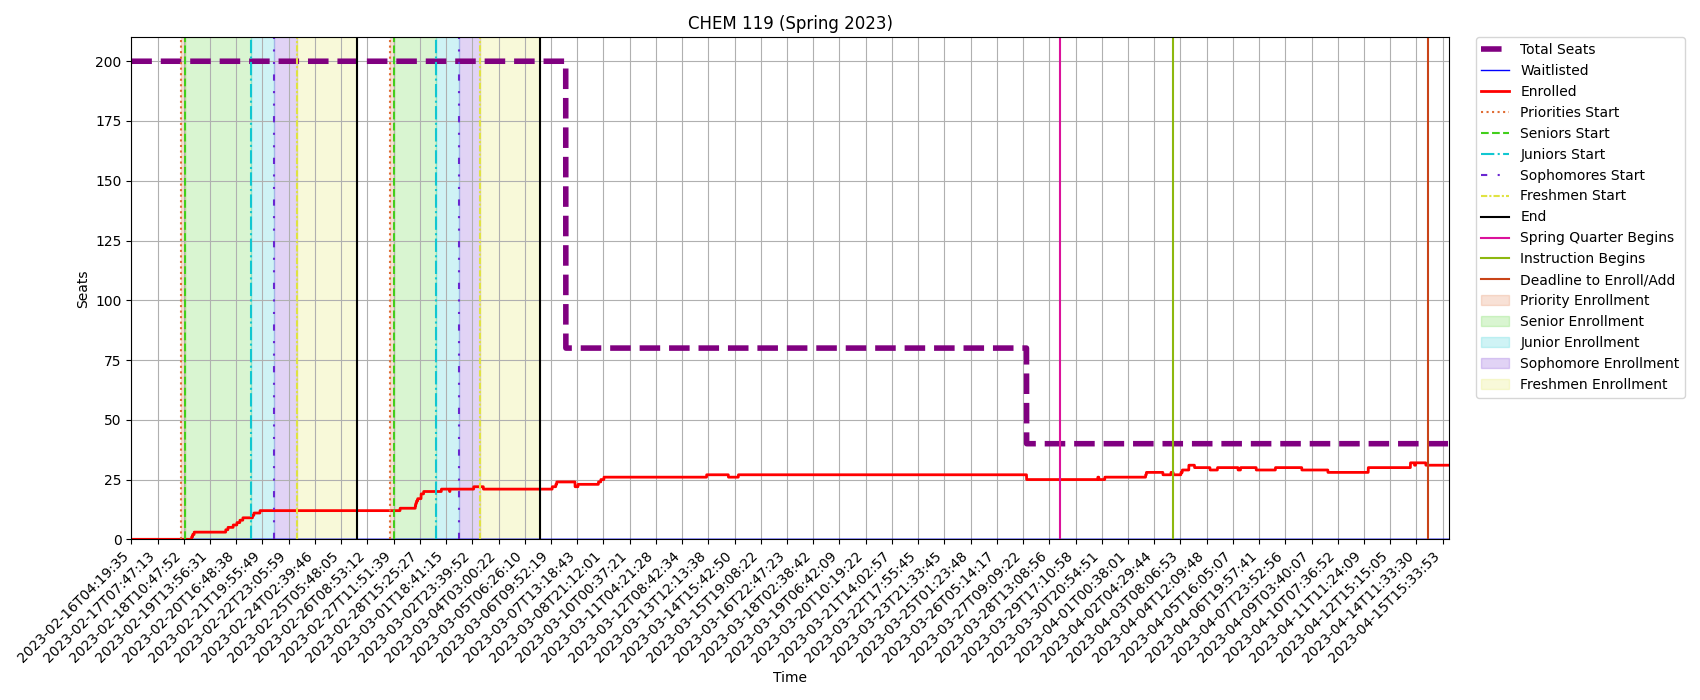 CHEM 119 (Spring 2023)
Seats
200
175
150
125
100
75
50
25
0
2023-02-16T04:19:35
2023-02-17T07:47:13
2023-02-18T10:47:52
2023-02-19T13:56:31
2023-02-20T16:48:38
2023-02-21T19:55:49
2023-02-22T23:05:59
2023-02-24T02:39:46
2023-02-25T05:48:05
2023-02-26T08:53:12
2023-02-27T11:51:39
2023-02-28T15:25:27
2023-03-01T18:41:15
2023-03-02T23:39:52
2023-03-04T03:00:22
2023-03-05T06:26:10
2023-03-06T09:52:19
2023-03-07T13:18:43
2023-03-08T21:12:01
2023-03-10T00:37:21
2023-03-11T04:21:28
2023-03-12T08:42:34
2023-03-13T12:13:38
2023-03-14T15:42:50
2023-03-15T19:08:22
2023-03-16T22:47:23
2023-03-18T02:38:42
2023-03-19T06:42:09
2023-03-20T10:19:22
2023-03-21T14:02:57
2023-03-22T17:55:45
2023-03-23T21:33:45
2023-03-25T01:23:48
2023-03-26T05:14:17
2023-03-27T09:09:22
2023-03-28T13:08:56
2023-03-29T17:10:58
2023-03-30T20:54:51
2023-04-01T00:38:01
2023-04-02T04:29:44
2023-04-03T08:06:53
2023-04-04T12:09:48
2023-04-05T16:05:07
2023-04-06T19:57:41
2023-04-07T23:52:56
2023-04-09T03:40:07
2023-04-10T07:36:52
2023-04-11T11:24:09
2023-04-12T15:15:05
2023-04-14T11:33:30
2023-04-15T15:33:53
Time
Total Seats
Waitlisted
Enrolled
Priorities Start
Seniors Start
Juniors Start
Sophomores Start
Freshmen Start
End
Spring Quarter Begins
Instruction Begins
Deadline to Enroll/Add
Priority Enrollment
Senior Enrollment
Junior Enrollment
Sophomore Enrollment
Freshmen Enrollment